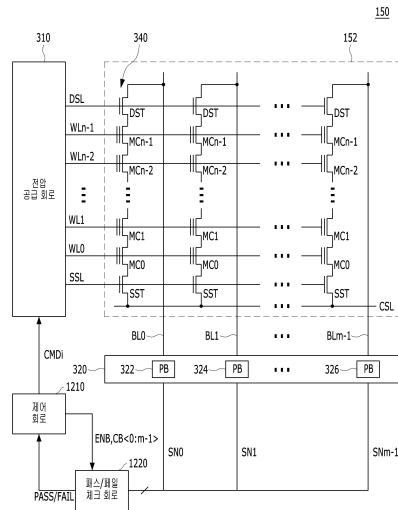 150
310
340
152
DSL
DST
DST
DST
WLn-1
MCn-1
MCn-1
MCn-1
WLn-2
MCn-2
MCn-2
MCn-2
전압
공급 회로
WL1
MC1
MC1
MC1
WL0
MC0
MC0
MC0
SSL
SST
SST
SST
CSL
BL0
BL1
BLm-1
CMDi
320
322
PB
324
PB
326
PB
1210
제어
회로
ENB,CB<0:m-1>
SN0
SN1
SNm-1
1220
패스/페일
체크 회로
PASS/FAIL